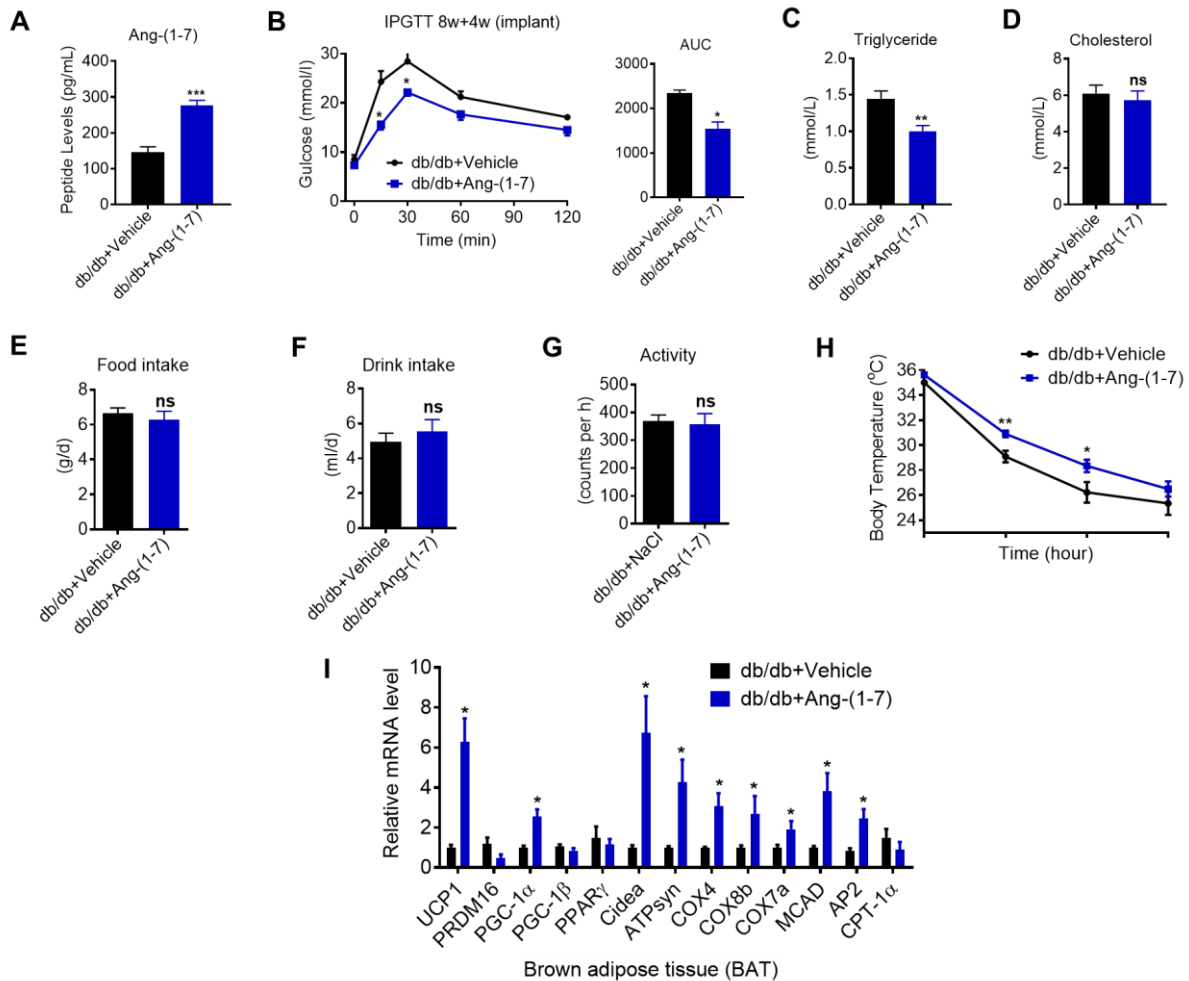 A
Ang-(1-7)
Peptide Levels (pg/mL)
400
300
200
100
0
***
db/db+Vehicle
db/db+Ang-(1-7)
B
IPGTT 8w+4w (implant)
Gulcose (mmol/l)
30
20
10
0
*
*
db/db+Vehicle
db/db+Ang-(1-7)
0
30
60
90
120
Time (min)
AUC
3000
2000
1000
0
*
db/db+Vehicle
db/db+Ang-(1-7)
C
Triglyceride
(mmol/L)
2.0
1.5
1.0
0.5
0.0
**
db/db+Vehicle
db/db+Ang-(1-7)
D
Cholesterol
(mmol/L)
8
6
4
2
0
ns
db/db+Vehicle
db/db+Ang-(1-7)
E
Food intake
(g/d)
8
6
4
2
0
ns
db/db+Vehicle
db/db+Ang-(1-7)
F
Drink intake
(ml/d)
8
6
4
2
0
ns
db/db+Vehicle
db/db+Ang-(1-7)
G
Activity
(counts per h)
500
400
300
200
100
0
ns
db/db+NaCl
db/db+Ang-(1-7)
H
db/db+Vehicle
db/db+Ang-(1-7)
Body Temperature (°C)
36
34
32
30
28
26
24
**
*
Time (hour)
I
db/db+Vehicle
db/db+Ang-(1-7)
Relative mRNA level
10
8
6
4
2
0
*
*
*
*
*
*
*
*
*
UCP1
PRDM16
PGC-1α
PGC-1β
PPARγ
Cidea
ATPsyn
COX4
COX8b
COX7a
MCAD
AP2
CPT-1α
Brown adipose tissue (BAT)